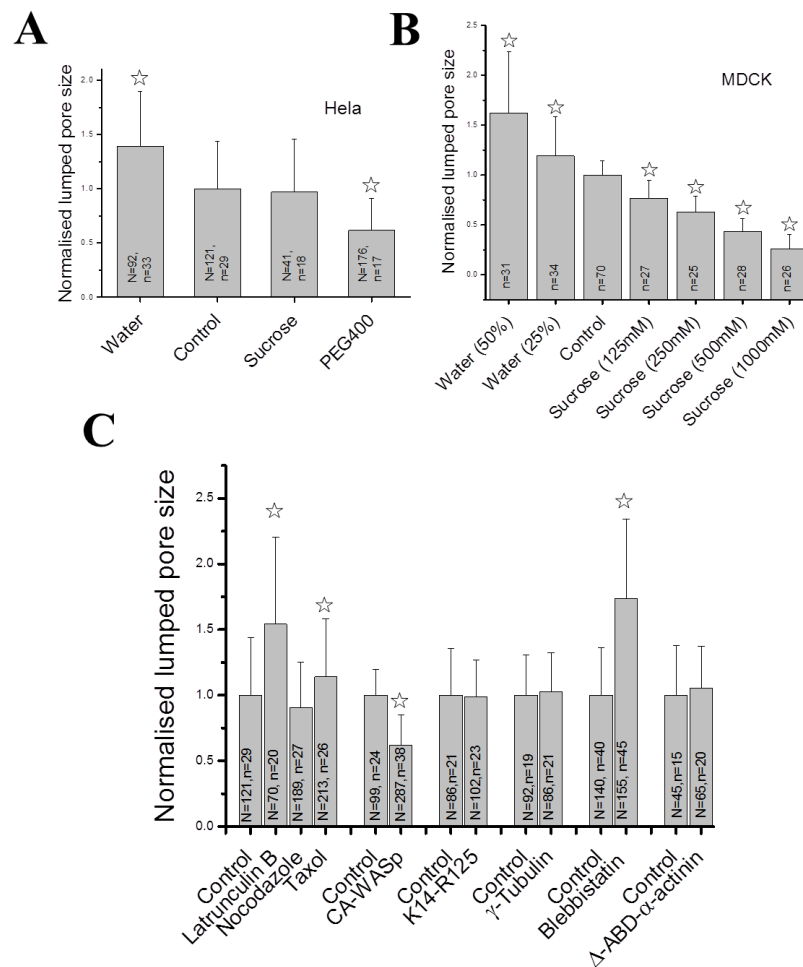 A
Normalised lumped pore size
2.0
1.5
1.0
0.5
0.0
Hela
N=92,
n=33
N=121,
n=29
N=41,
n=18
N=176,
n=17
Water
Control
Sucrose
PEG400
B
Normalised lumped pore size
2.0
1.5
1.0
0.5
0.0
MDCK
n=31
n=34
n=70
n=27
n=25
n=28
n=26
Water (50%)
Water (25%)
Control
Sucrose (125mM)
Sucrose (250mM)
Sucrose (500mM)
Sucrose (1000mM)
C
Normalised lumped pore size
2.5
2.0
1.5
1.0
0.5
0.0
N=121,n=29
N=70, n=20
N=189, n=27
N=213, n=26
N=99, n=24
N=287,n=38
N=86,n=21
N=102,n=23
N=92,n=19
N=86,n=21
N=140, n=40
N=155, n=45
N=45,n=15
N=65,n=20
Control
Latrunculin B
Nocodazole
Taxol
Control
CA-WASp
Control
K14-R125
Control
γ-Tubulin
Control
Blebbistatin
Control
Δ-ABD-α-actinin